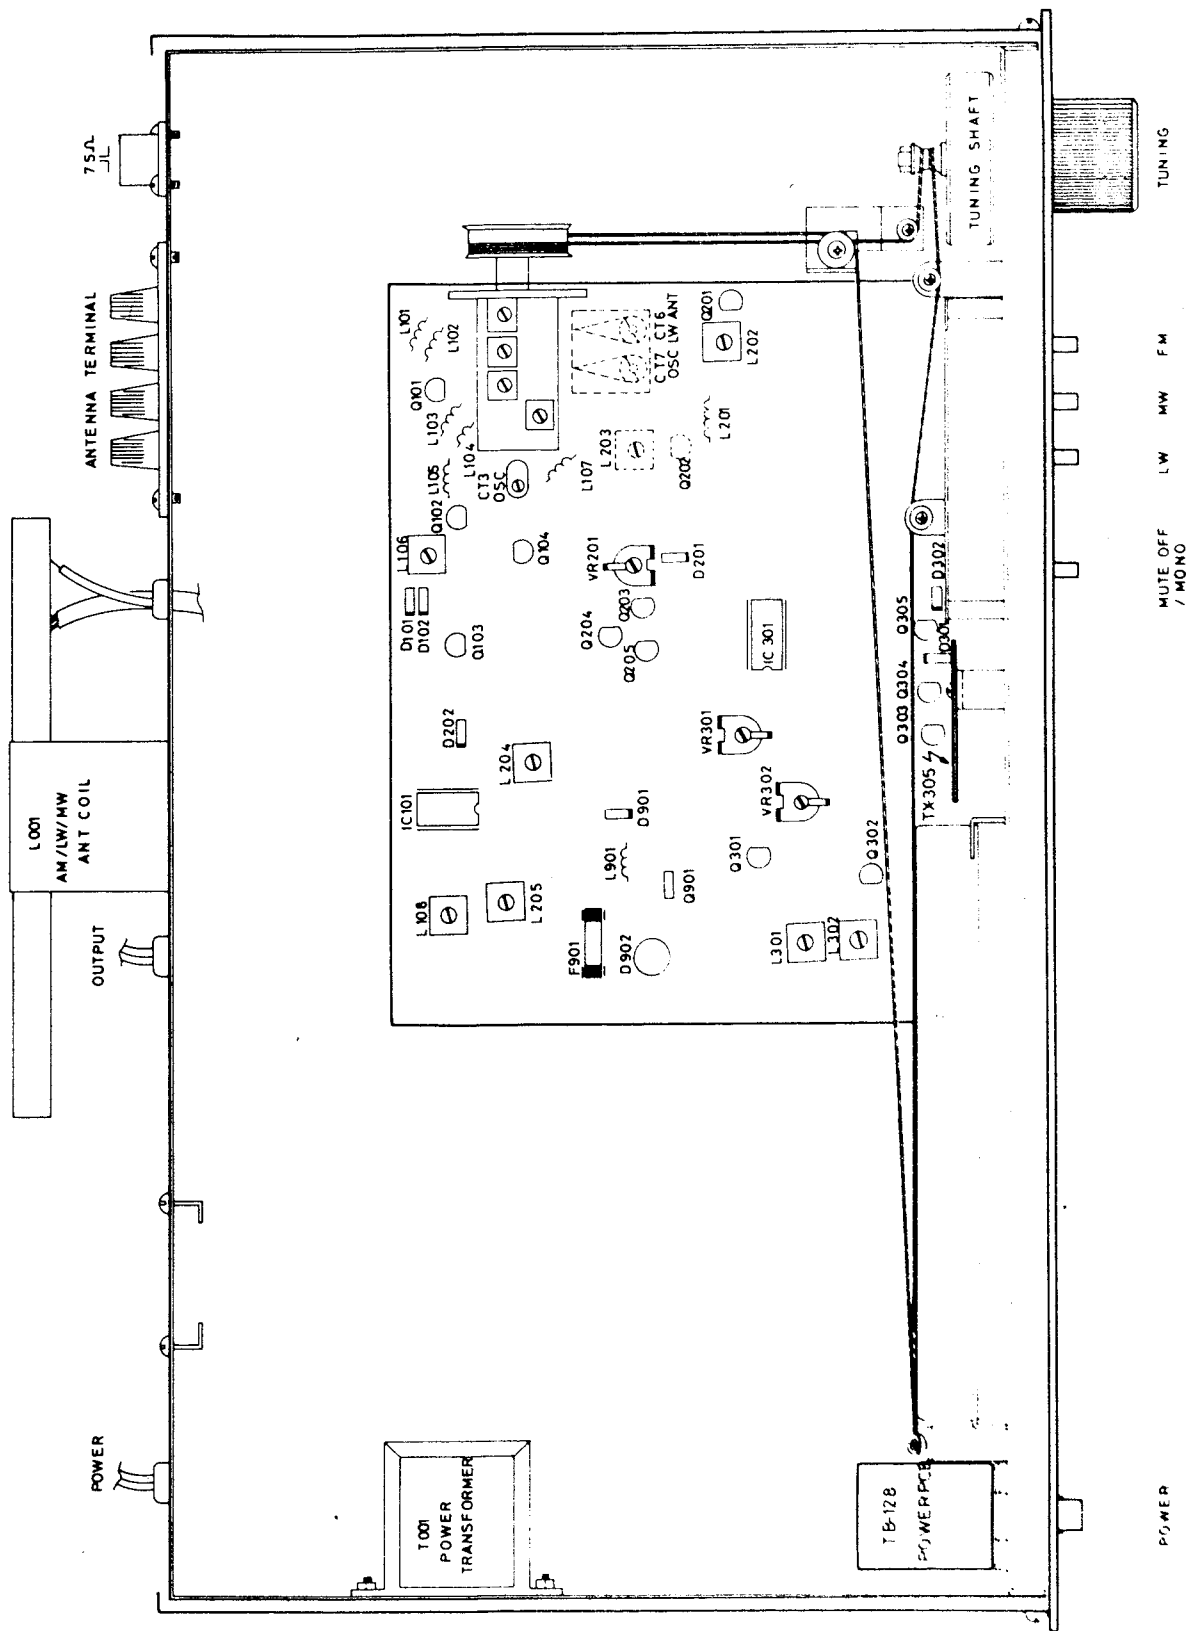 POWER
OUTPUT
L001
AM/LW/MW
ANT COIL
ANTENNA TERMINAL
75Ω
T001
POWER
TRANSFORMER
L108
L205
IC101
L204
D202
D101
D102
Q103
L106
Q102
L105
L104
L103
Q101
L102
L101
CT3
OSC
Q104
L107
F901
D902
L901
Q901
D901
Q204
Q205
Q203
VR201
D201
L203
Q202
L201
CT7 CT6
OSC LW ANT
L202
Q201
L301
L302
Q301
Q302
VR302
VR301
IC 301
TB-128
POWER PCB
TX-305
Q303
Q304
Q305
D302
TUNING SHAFT
POWER
MUTE OFF
/ MONO
LW
MW
FM
TUNING